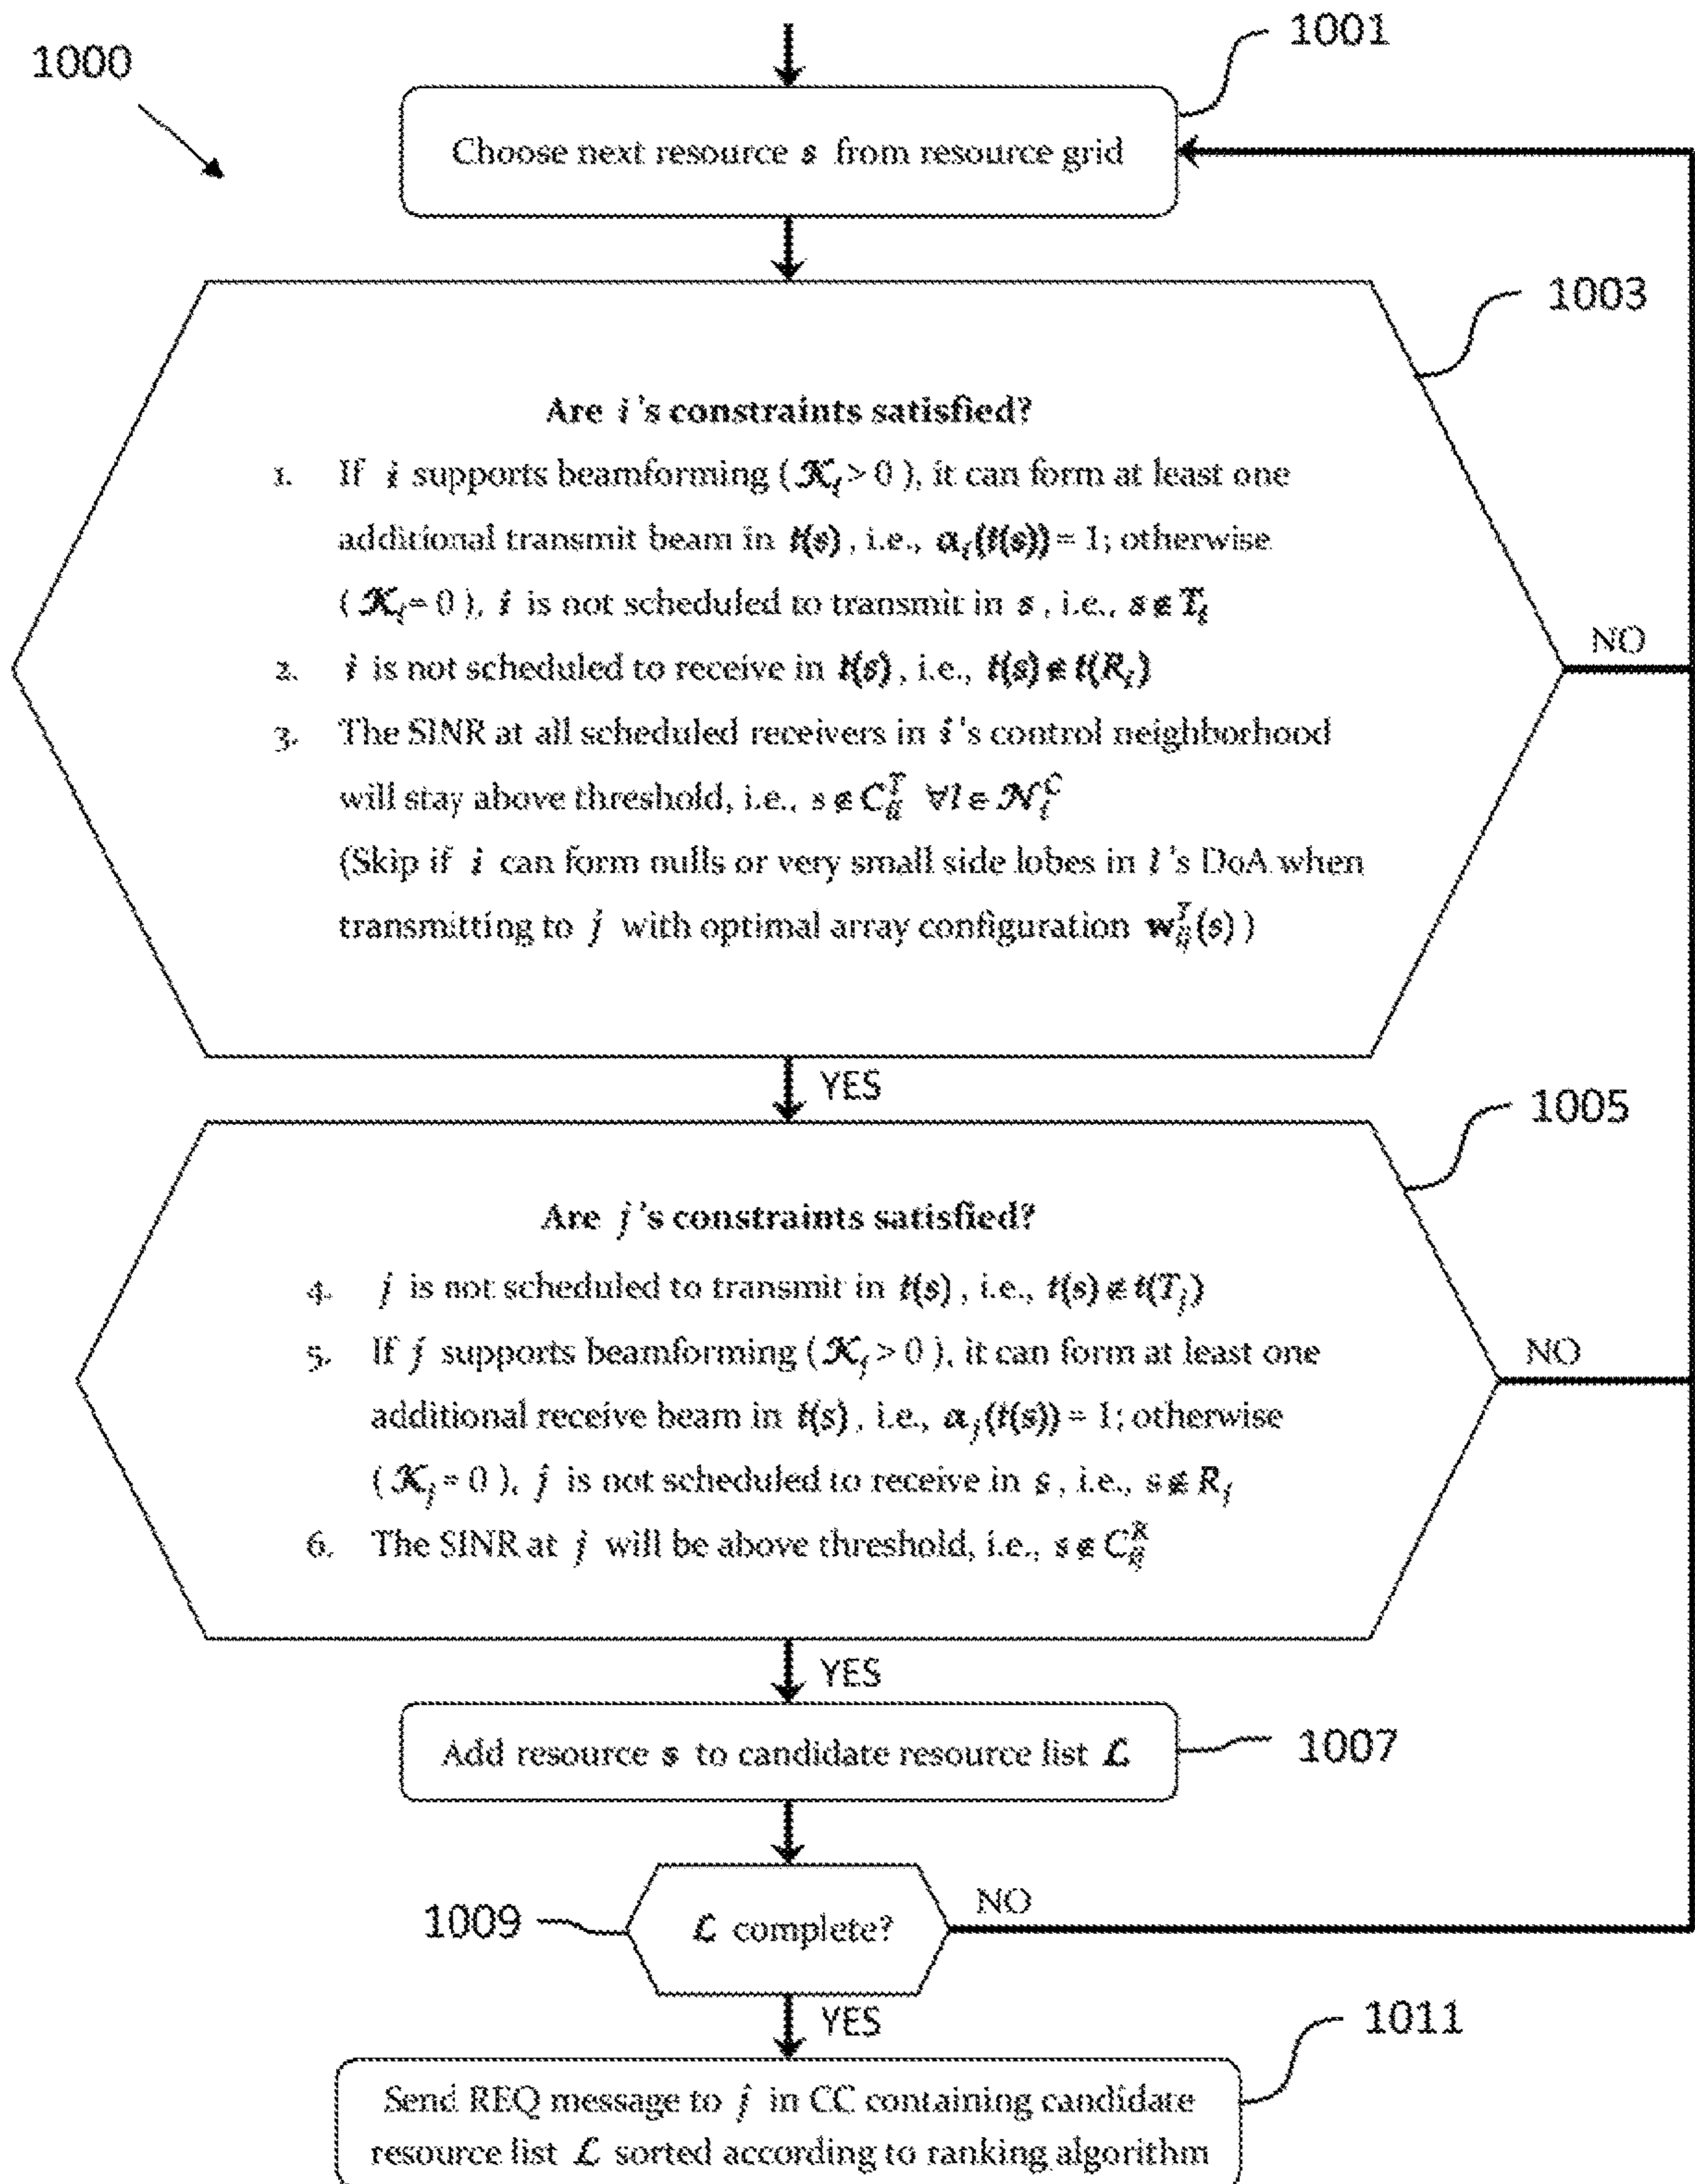 1000
1001
Choose next resource s from resource grid
1003
Are i's constraints satisfied?
1. If i supports beamforming (𝒦ᵢ > 0), it can form at least one
additional transmit beam in t(s), i.e., αᵢ(t(s)) = 1; otherwise
(𝒦ᵢ = 0), i is not scheduled to transmit in s, i.e., s ∉ Tᵢ
2. i is not scheduled to receive in t(s), i.e., t(s) ∉ t(Rᵢ)
3. The SINR at all scheduled receivers in i's control neighborhood
will stay above threshold, i.e., s ∉ C_{il}^T ∀l ∈ 𝒩_i^C
(Skip if i can form nulls or very small side lobes in l's DoA when
transmitting to j with optimal array configuration w_{ij}^T(s))
NO
YES
1005
Are j's constraints satisfied?
4. j is not scheduled to transmit in t(s), i.e., t(s) ∉ t(Tⱼ)
5. If j supports beamforming (𝒦ⱼ > 0), it can form at least one
additional receive beam in t(s), i.e., αⱼ(t(s)) = 1; otherwise
(𝒦ⱼ = 0), j is not scheduled to receive in s, i.e., s ∉ Rⱼ
6. The SINR at j will be above threshold, i.e., s ∉ C_{ij}^R
NO
YES
Add resource s to candidate resource list ℒ
1007
1009
ℒ complete?
NO
YES
1011
Send REQ message to j in CC containing candidate
resource list ℒ sorted according to ranking algorithm